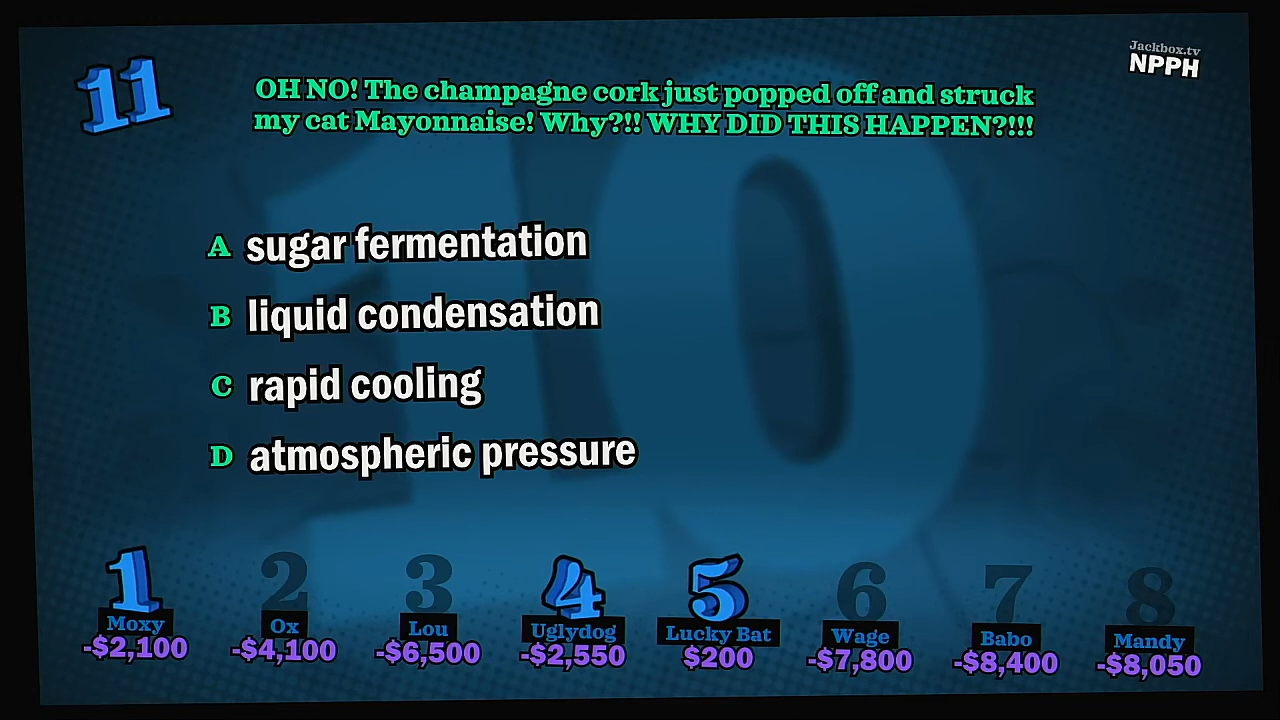 11
Jackbox.tv
NPPH
OH NO! The champagne cork just popped off and struck
my cat Mayonnaise! Why?!! WHY DID THIS HAPPEN?!!!
10
A sugar fermentation
B liquid condensation
C rapid cooling
D atmospheric pressure
1 2 3 4 5 6 7 8
Moxy Ox Lou Uglydog Lucky Bat Wage Babo Mandy
-$2,100 -$4,100 -$6,500 -$2,550 $200 -$7,800 -$8,400 -$8,050